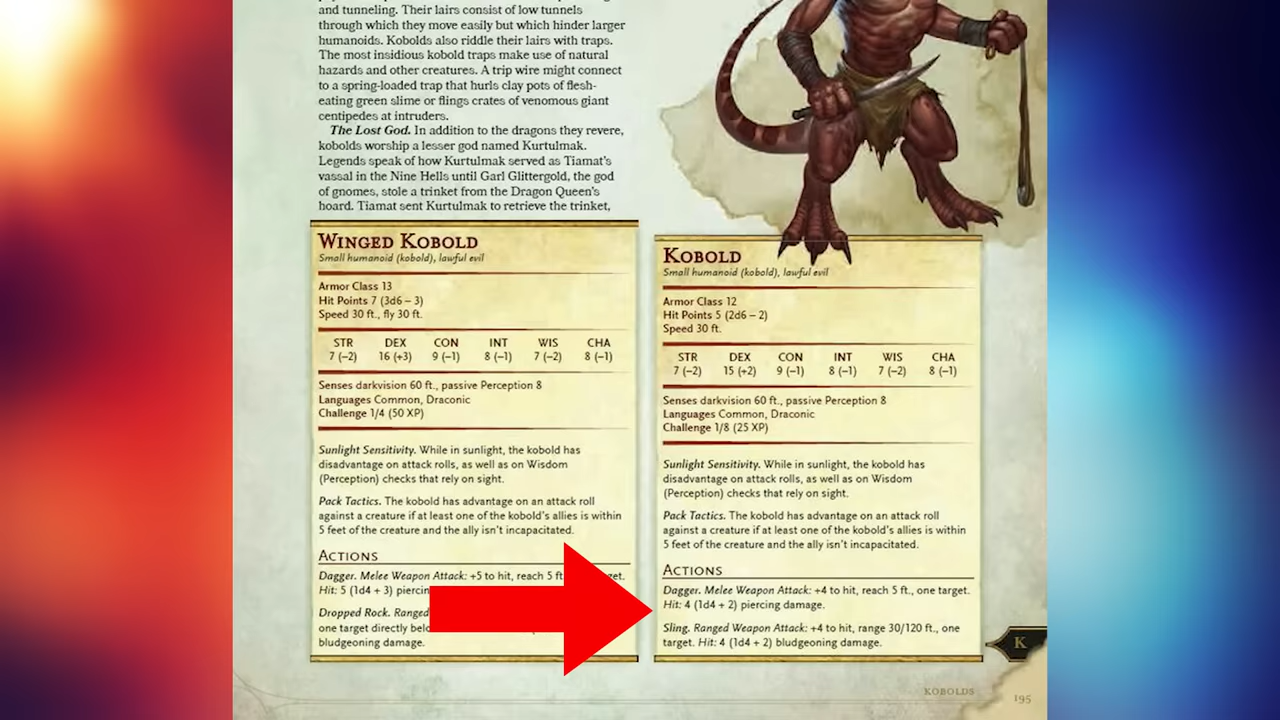 and tunneling. Their lairs consist of low tunnels
through which they move easily but which hinder larger
humanoids. Kobolds also riddle their lairs with traps.
The most insidious kobold traps make use of natural
hazards and other creatures. A trip wire might connect
to a spring-loaded trap that hurls clay pots of flesh-
eating green slime or flings crates of venomous giant
centipedes at intruders.
The Lost God. In addition to the dragons they revere,
kobolds worship a lesser god named Kurtulmak.
Legends speak of how Kurtulmak served as Tiamat's
vassal in the Nine Hells until Garl Glittergold, the god
of gnomes, stole a trinket from the Dragon Queen's
hoard. Tiamat sent Kurtulmak to retrieve the trinket,
Winged Kobold
Small humanoid (kobold), lawful evil
Armor Class 13
Hit Points 7 (3d6 – 3)
Speed 30 ft., fly 30 ft.
STR DEX CON INT WIS CHA
7 (–2) 16 (+3) 9 (–1) 8 (–1) 7 (–2) 8 (–1)
Senses darkvision 60 ft., passive Perception 8
Languages Common, Draconic
Challenge 1/4 (50 XP)
Sunlight Sensitivity. While in sunlight, the kobold has
disadvantage on attack rolls, as well as on Wisdom
(Perception) checks that rely on sight.
Pack Tactics. The kobold has advantage on an attack roll
against a creature if at least one of the kobold's allies is within
5 feet of the creature and the ally isn't incapacitated.
Actions
Dagger. Melee Weapon Attack: +5 to hit, reach 5
Hit: 5 (1d4 + 3)
Dropped Rock. Ranged
one target directly
bludgeoning damage.
Kobold
Small humanoid (kobold), lawful evil
Armor Class 12
Hit Points 5 (2d6 – 2)
Speed 30 ft.
STR DEX CON INT WIS CHA
7 (–2) 15 (+2) 9 (–1) 8 (–1) 7 (–2) 8 (–1)
Senses darkvision 60 ft., passive Perception 8
Languages Common, Draconic
Challenge 1/8 (25 XP)
Sunlight Sensitivity. While in sunlight, the kobold has
disadvantage on attack rolls, as well as on Wisdom
(Perception) checks that rely on sight.
Pack Tactics. The kobold has advantage on an attack roll
against a creature if at least one of the kobold's allies is within
5 feet of the creature and the ally isn't incapacitated.
Actions
Dagger. Melee Weapon Attack: +4 to hit, reach 5 ft., one target.
Hit: 4 (1d4 + 2) piercing damage.
Sling. Ranged Weapon Attack: +4 to hit, range 30/120 ft., one
target. Hit: 4 (1d4 + 2) bludgeoning damage.
K
KOBOLDS
195